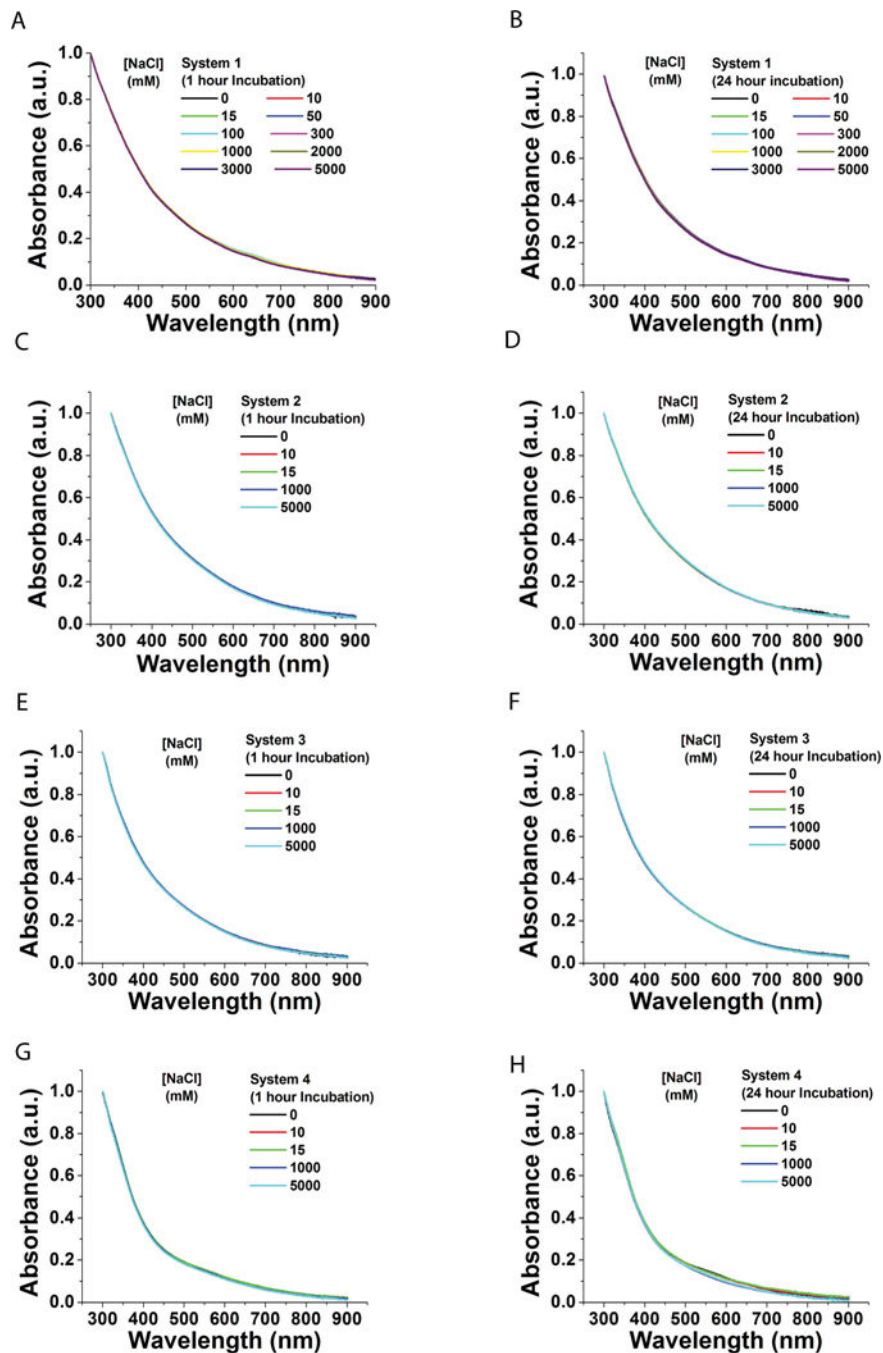 A
[NaCl] System 1
(mM) (1 hour Incubation)
0 10
15 50
100 300
1000 2000
3000 5000
1.0
0.8
0.6
0.4
0.2
0.0
Absorbance (a.u.)
300 400 500 600 700 800 900
Wavelength (nm)
B
[NaCl] System 1
(mM) (24 hour incubation)
0 10
15 50
100 300
1000 2000
3000 5000
1.0
0.8
0.6
0.4
0.2
0.0
Absorbance (a.u.)
300 400 500 600 700 800 900
Wavelength (nm)
C
[NaCl] System 2
(mM) (1 hour Incubation)
0
10
15
1000
5000
1.0
0.8
0.6
0.4
0.2
0.0
Absorbance (a.u.)
300 400 500 600 700 800 900
Wavelength (nm)
D
[NaCl] System 2
(mM) (24 hour Incubation)
0
10
15
1000
5000
1.0
0.8
0.6
0.4
0.2
0.0
Absorbance (a.u.)
300 400 500 600 700 800 900
Wavelength (nm)
E
[NaCl] System 3
(mM) (1 hour Incubation)
0
10
15
1000
5000
1.0
0.8
0.6
0.4
0.2
0.0
Absorbance (a.u.)
300 400 500 600 700 800 900
Wavelength (nm)
F
[NaCl] System 3
(mM) (24 hour Incubation)
0
10
15
1000
5000
1.0
0.8
0.6
0.4
0.2
0.0
Absorbance (a.u.)
300 400 500 600 700 800 900
Wavelength (nm)
G
[NaCl] System 4
(mM) (1 hour Incubation)
0
10
15
1000
5000
1.0
0.8
0.6
0.4
0.2
0.0
Absorbance (a.u.)
300 400 500 600 700 800 900
Wavelength (nm)
H
[NaCl] System 4
(mM) (24 hour Incubation)
0
10
15
1000
5000
1.0
0.8
0.6
0.4
0.2
0.0
Absorbance (a.u.)
300 400 500 600 700 800 900
Wavelength (nm)